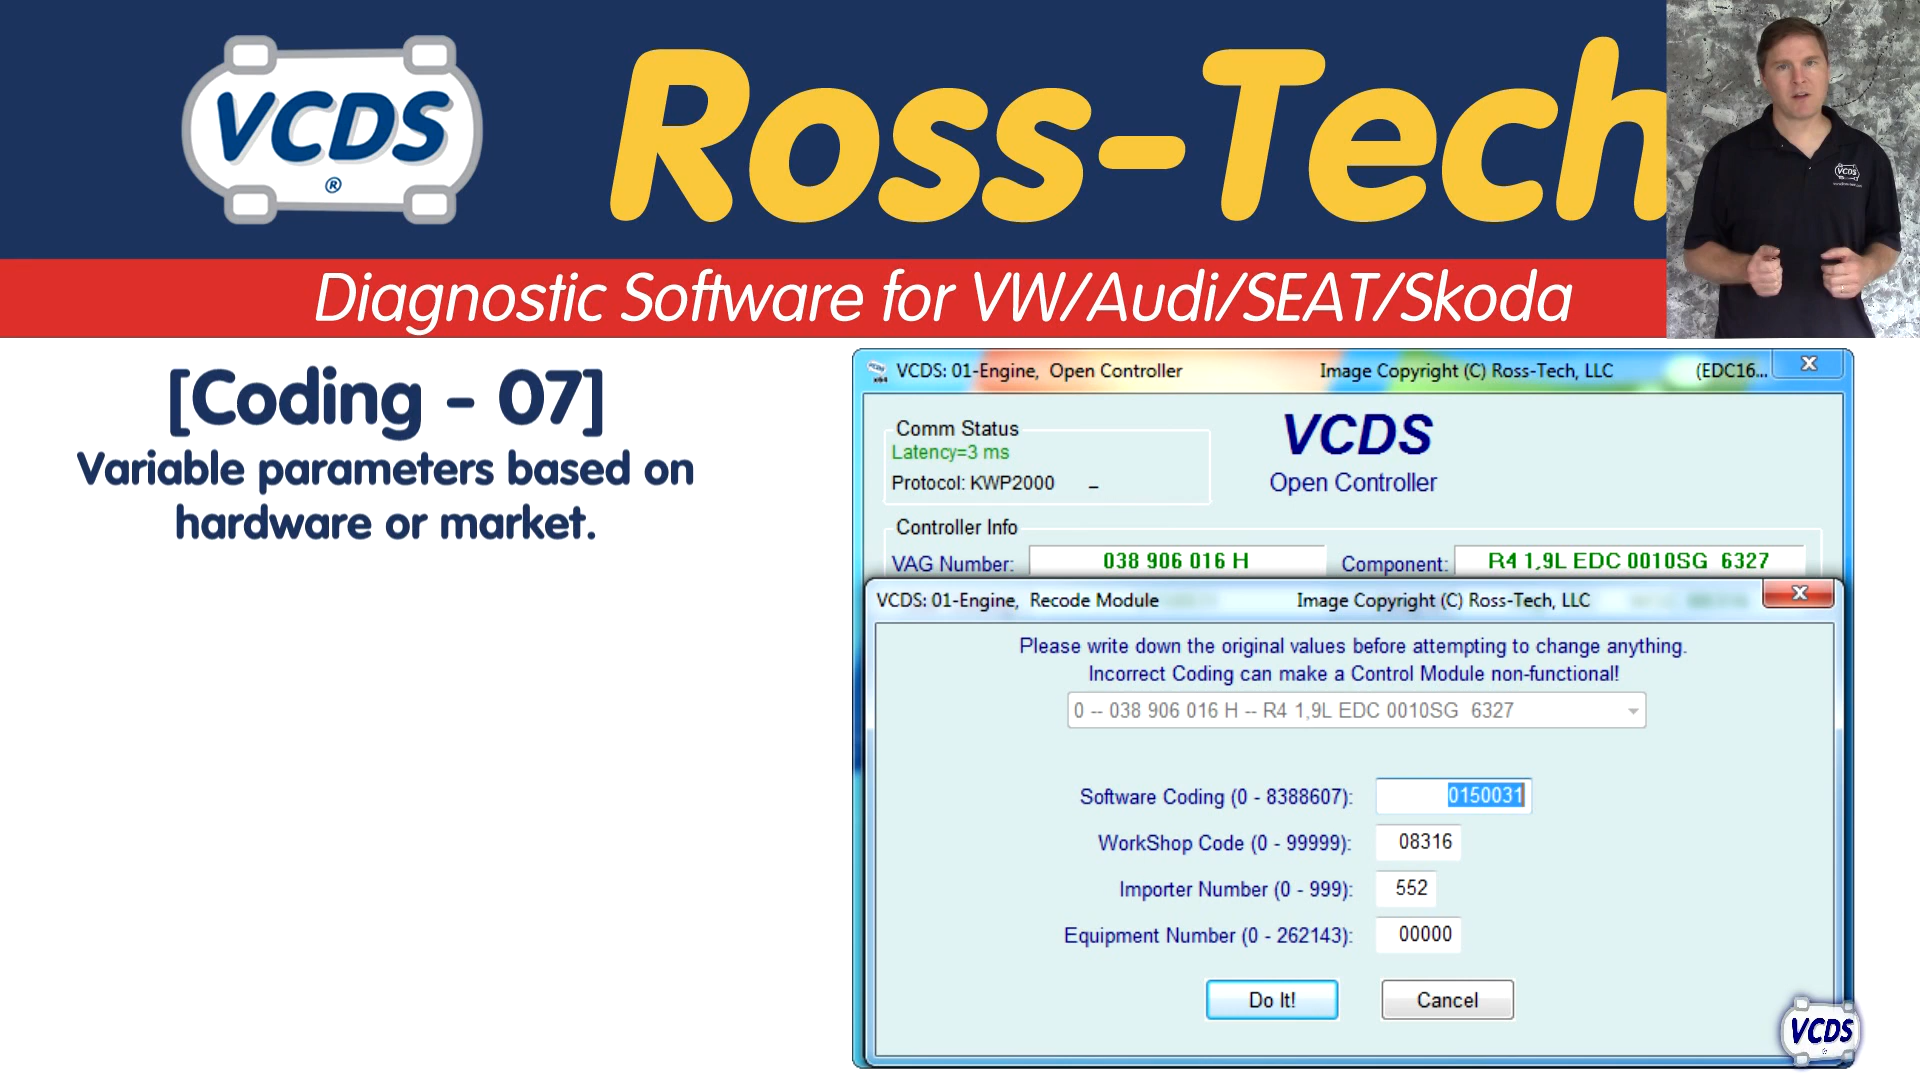 VCDS
®
Ross-Tech
Diagnostic Software for VW/Audi/SEAT/Skoda
VCDS
[Coding - 07]
Variable parameters based on
hardware or market.
VCDS: 01-Engine, Open Controller Image Copyright (C) Ross-Tech, LLC (EDC16...
Comm Status
Latency=3 ms
Protocol: KWP2000
VCDS
Open Controller
Controller Info
VAG Number: 038 906 016 H Component: R4 1,9L EDC 0010SG 6327
VCDS: 01-Engine, Recode Module Image Copyright (C) Ross-Tech, LLC
Please write down the original values before attempting to change anything.
Incorrect Coding can make a Control Module non-functional!
0 -- 038 906 016 H -- R4 1,9L EDC 0010SG 6327
Software Coding (0 - 8388607): 0150031
WorkShop Code (0 - 99999): 08316
Importer Number (0 - 999): 552
Equipment Number (0 - 262143): 00000
Do It! Cancel
VCDS